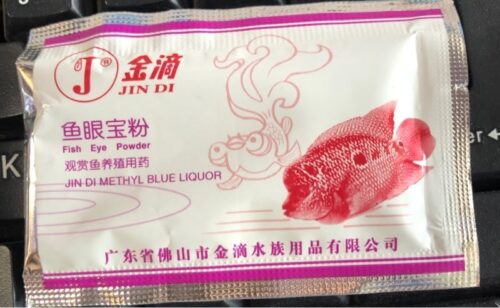 J ®
金滴
JIN DI
鱼眼宝粉
Fish Eye Powder
观赏鱼养殖用药
JIN DI METHYL BLUE LIQUOR
广东省佛山市金滴水族用品有限公司
K
er